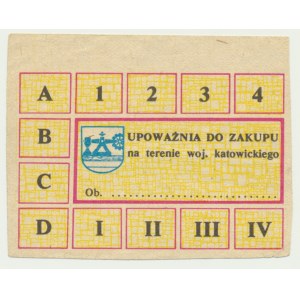 A 1 2 3 4
B UPOWAŻNIA DO ZAKUPU
na terenie woj. katowickiego
C
Ob. ..............................
D I II III IV